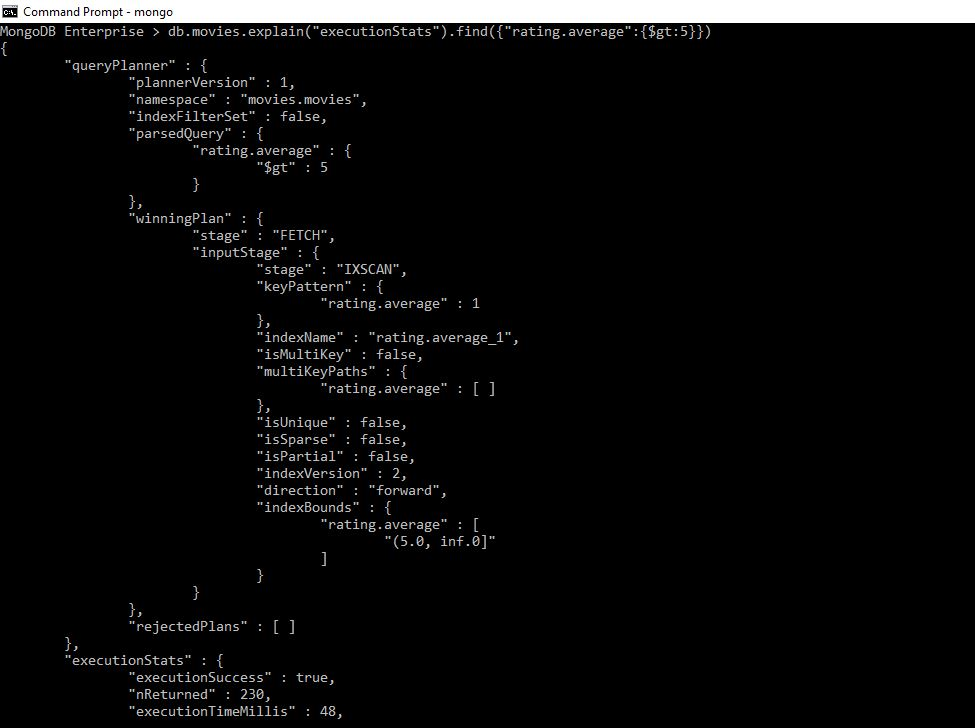 Command Prompt - mongo
MongoDB Enterprise > db.movies.explain("executionStats").find({"rating.average":{$gt:5}})
{
        "queryPlanner" : {
                "plannerVersion" : 1,
                "namespace" : "movies.movies",
                "indexFilterSet" : false,
                "parsedQuery" : {
                        "rating.average" : {
                                "$gt" : 5
                        }
                },
                "winningPlan" : {
                        "stage" : "FETCH",
                        "inputStage" : {
                                "stage" : "IXSCAN",
                                "keyPattern" : {
                                        "rating.average" : 1
                                },
                                "indexName" : "rating.average_1",
                                "isMultiKey" : false,
                                "multiKeyPaths" : {
                                        "rating.average" : [ ]
                                },
                                "isUnique" : false,
                                "isSparse" : false,
                                "isPartial" : false,
                                "indexVersion" : 2,
                                "direction" : "forward",
                                "indexBounds" : {
                                        "rating.average" : [
                                                "(5.0, inf.0]"
                                        ]
                                }
                        }
                },
                "rejectedPlans" : [ ]
        },
        "executionStats" : {
                "executionSuccess" : true,
                "nReturned" : 230,
                "executionTimeMillis" : 48,